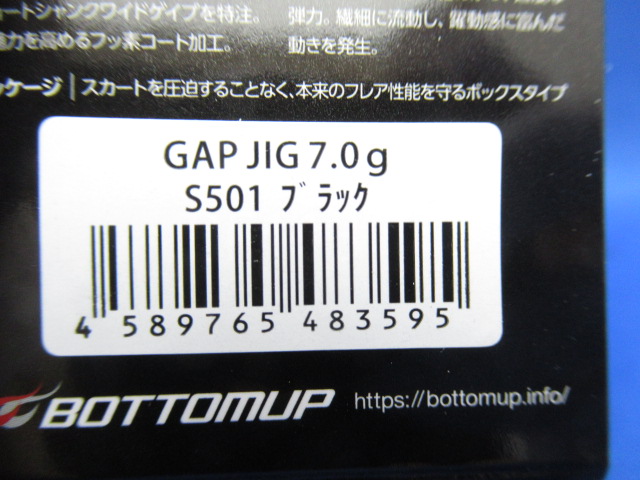 ートシャンクワイドゲイプを特注。
力を高めるフッ素コート加工。
弾力。繊細に流動し、躍動感に富んだ
動きを発生。
ッケージ | スカートを圧迫することなく、本来のフレア性能を守るボックスタイプ
GAP JIG 7.0 g
S501 ﾌﾞﾗｯｸ
4 589765 483595
BOTTOMUP
https://bottomup.info/